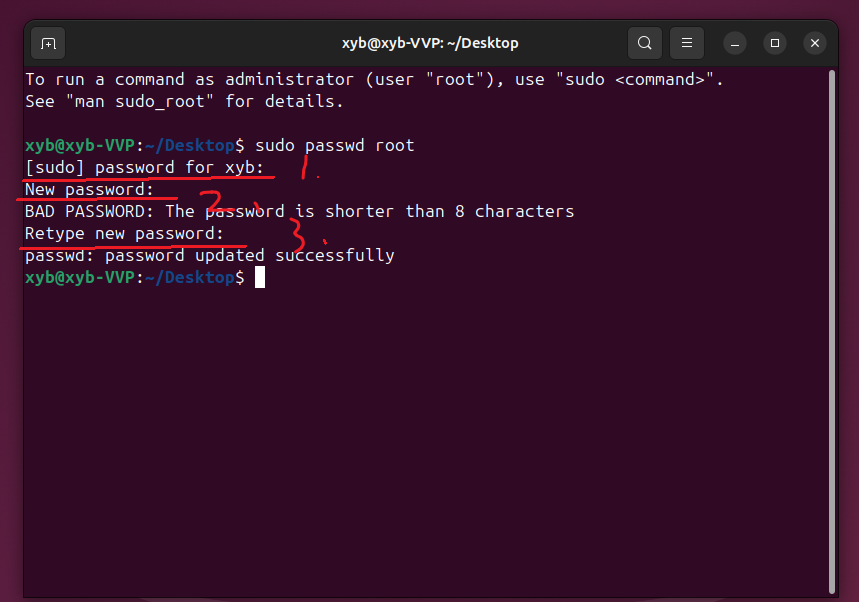 xyb@xyb-VVP: ~/Desktop
To run a command as administrator (user "root"), use "sudo <command>".
See "man sudo_root" for details.
xyb@xyb-VVP:~/Desktop$ sudo passwd root
[sudo] password for xyb: 1.
New password:
2.
BAD PASSWORD: The password is shorter than 8 characters
Retype new password: 3.
passwd: password updated successfully
xyb@xyb-VVP:~/Desktop$